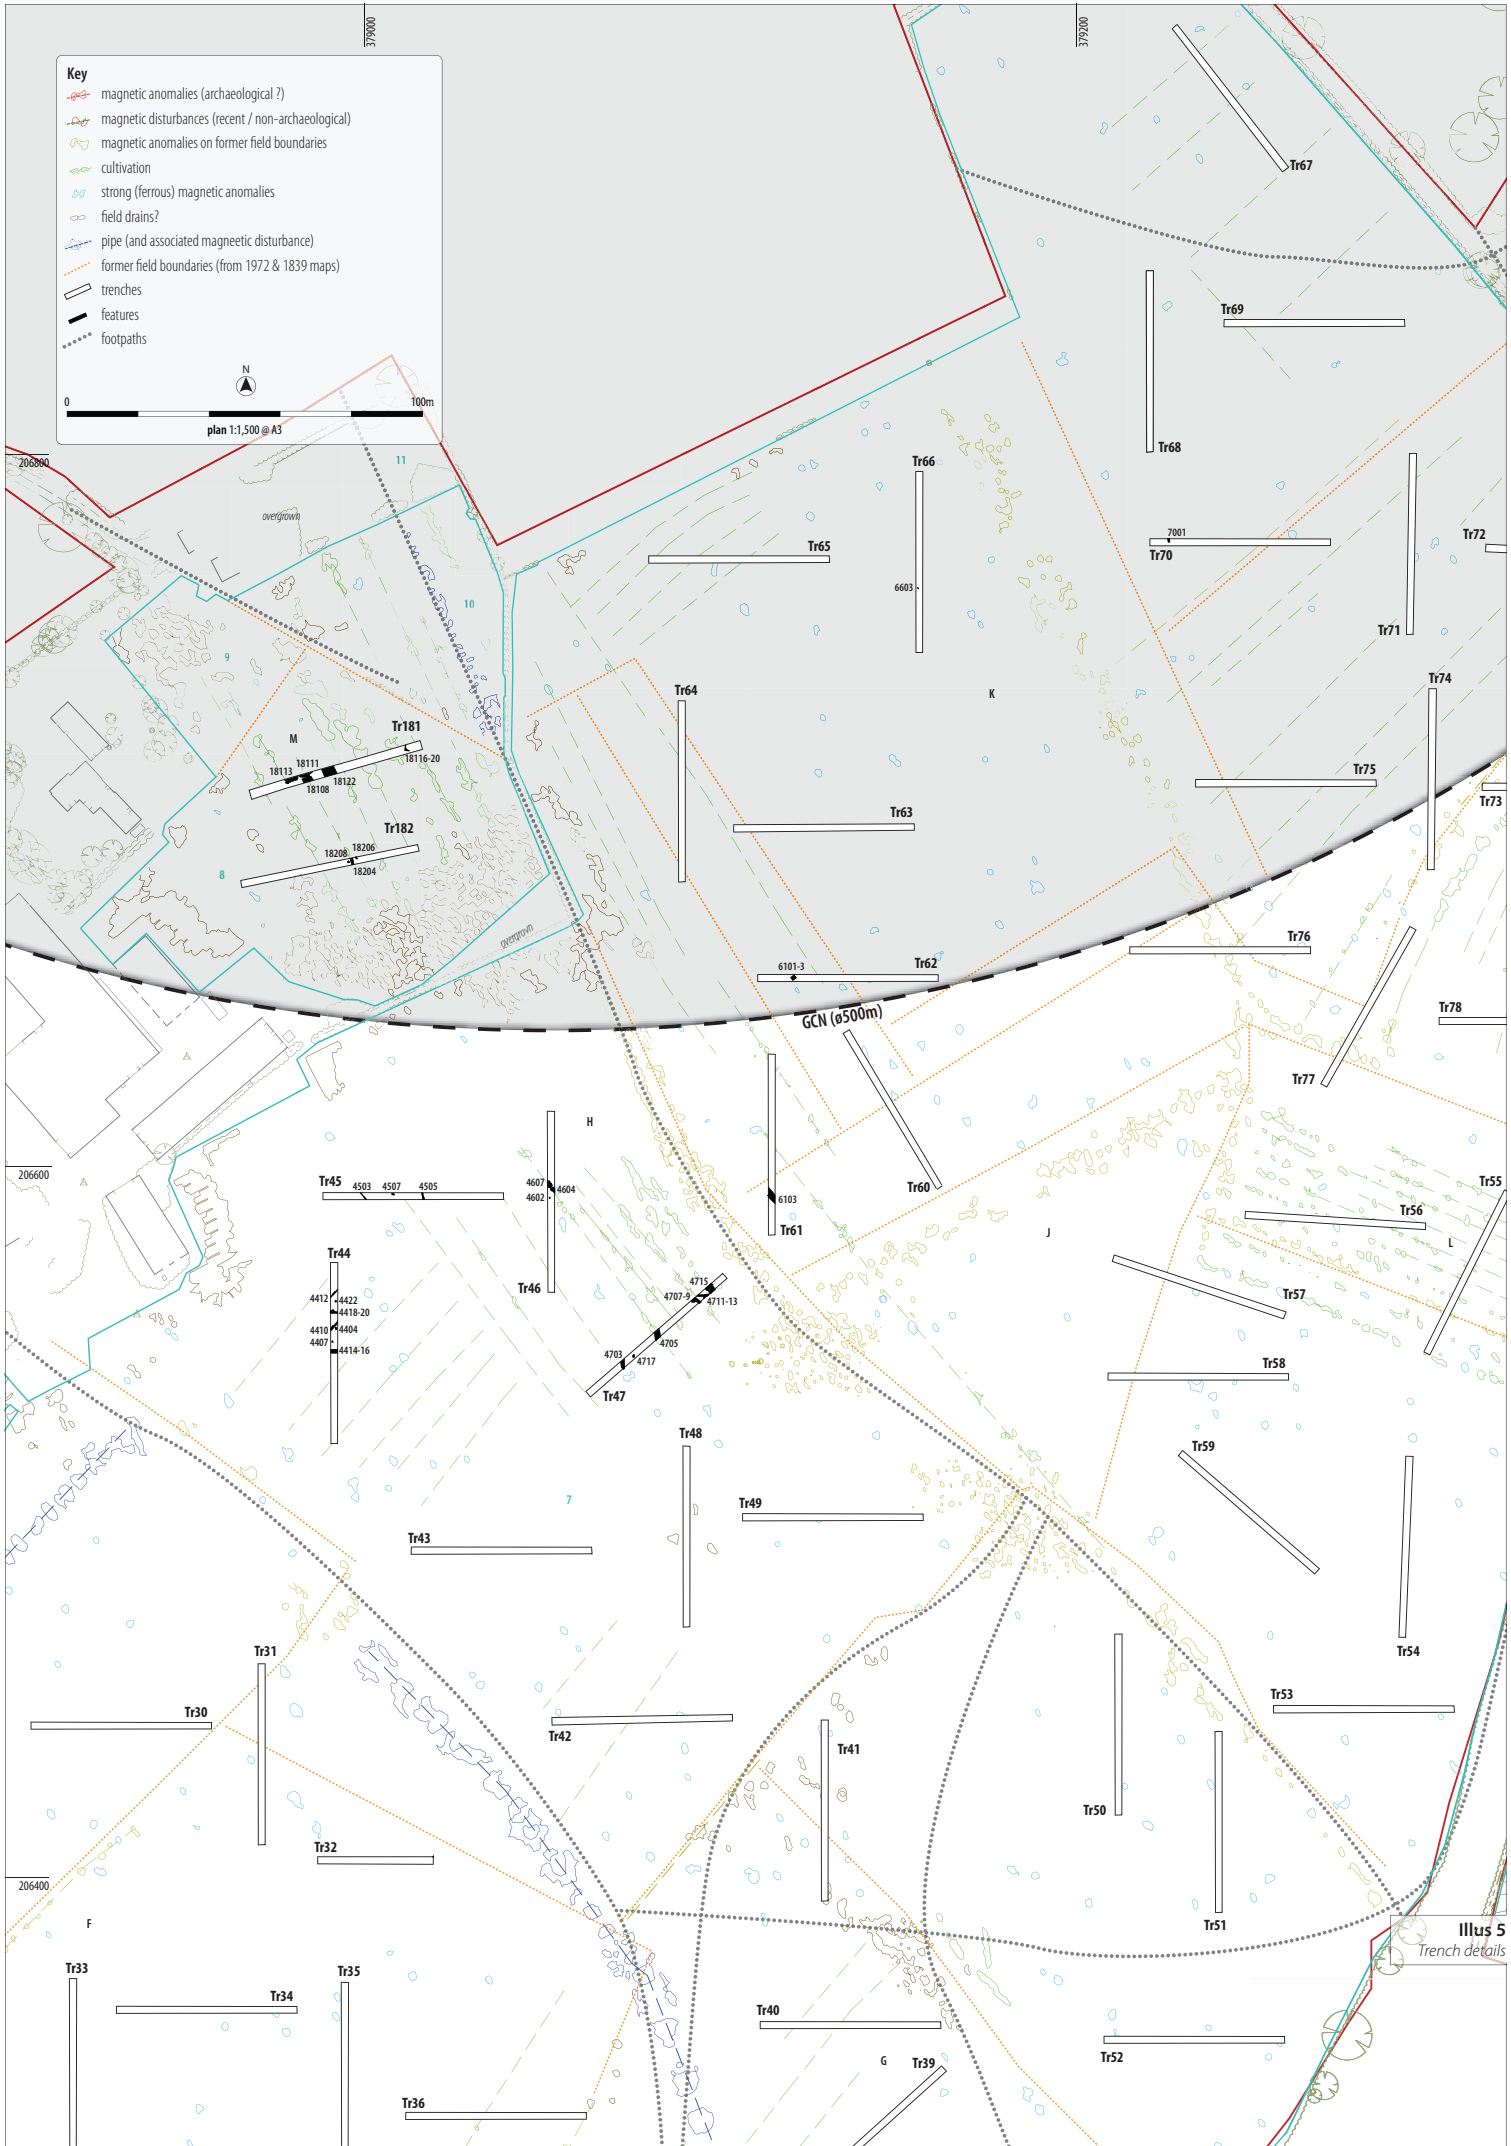 379000
379200
Key
magnetic anomalies (archaeological ?)
magnetic disturbances (recent / non-archaeological)
magnetic anomalies on former field boundaries
cultivation
strong (ferrous) magnetic anomalies
field drains?
pipe (and associated magneetic disturbance)
former field boundaries (from 1972 & 1839 maps)
trenches
features
footpaths
N
0 100m
plan 1:1,500 @ A3
Tr67
Tr69
Tr68
206800
11
overgrown
Tr66
Tr65
7001
Tr70
Tr72
6603
10
Tr71
9
Tr64
K
Tr74
M
Tr181
18116-20
18113
18111
18108
18122
Tr75
Tr73
Tr63
Tr182
18208
18206
18204
8
overgrown
Tr76
6101-3
Tr62
GCN (ø500m)
Tr78
Tr77
H
206600
Tr45
4503
4507
4505
4607
4604
4602
6103
Tr60
Tr61
Tr55
Tr56
J
L
Tr44
4412
4422
4418-20
4410
4404
4407
4414-16
Tr46
4715
4707-9
4711-13
4705
4703
4717
Tr47
Tr57
Tr58
Tr48
Tr59
7
Tr49
Tr43
Tr31
Tr54
Tr30
Tr53
Tr42
Tr41
Tr50
Tr32
206400
F
Tr51
Illus 5
Trench details
Tr33
Tr35
Tr34
Tr40
Tr52
G
Tr39
Tr36